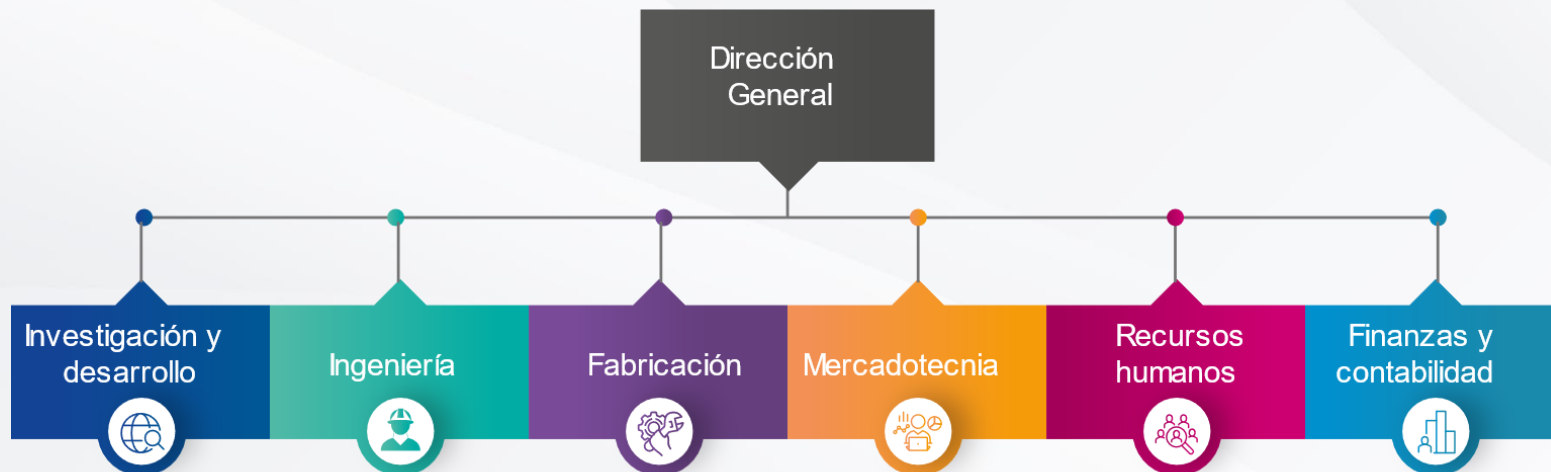 Dirección
General
Investigación y
desarrollo
Ingeniería
Fabricación
Mercadotecnia
Recursos
humanos
Finanzas y
contabilidad